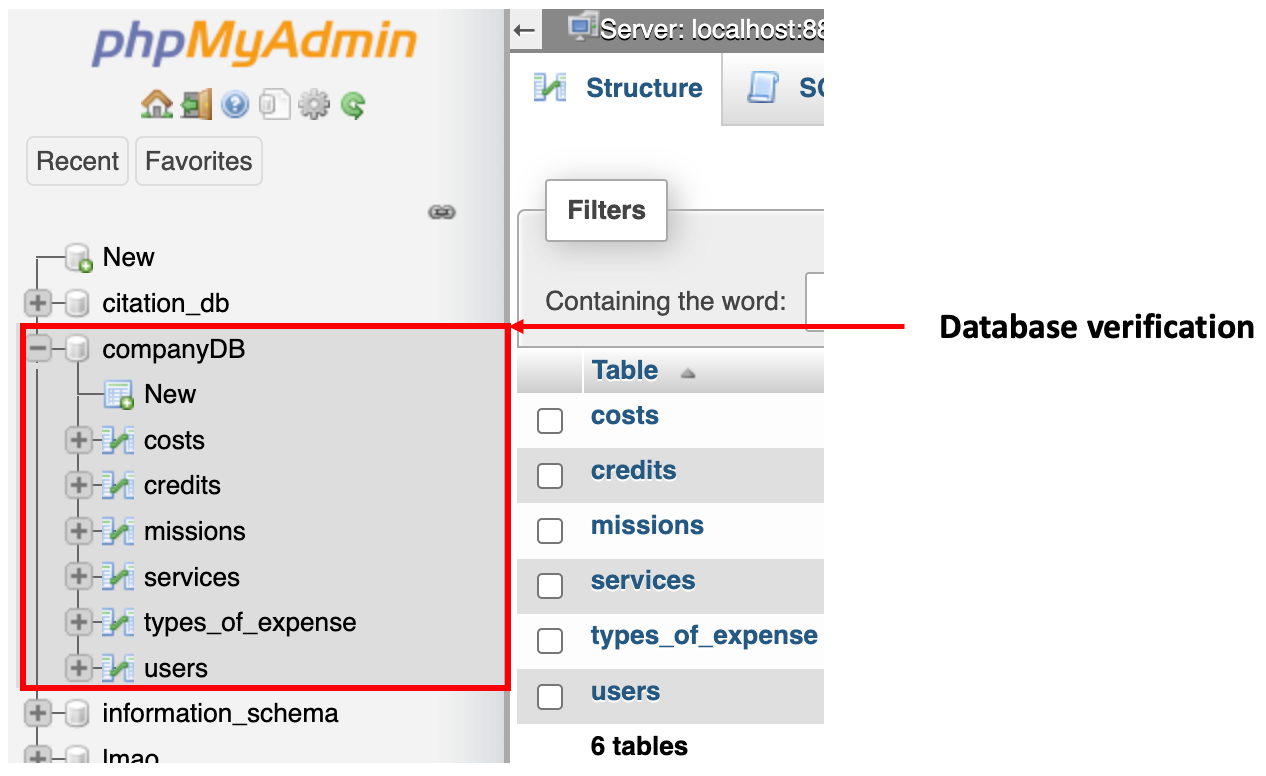 phpMyAdmin
Recent Favorites
New
citation_db
companyDB
New
costs
credits
missions
services
types_of_expense
users
information_schema
lmao
Server: localhost:88
Structure
Filters
Containing the word:
Table
costs
credits
missions
services
types_of_expense
users
6 tables
Database verification